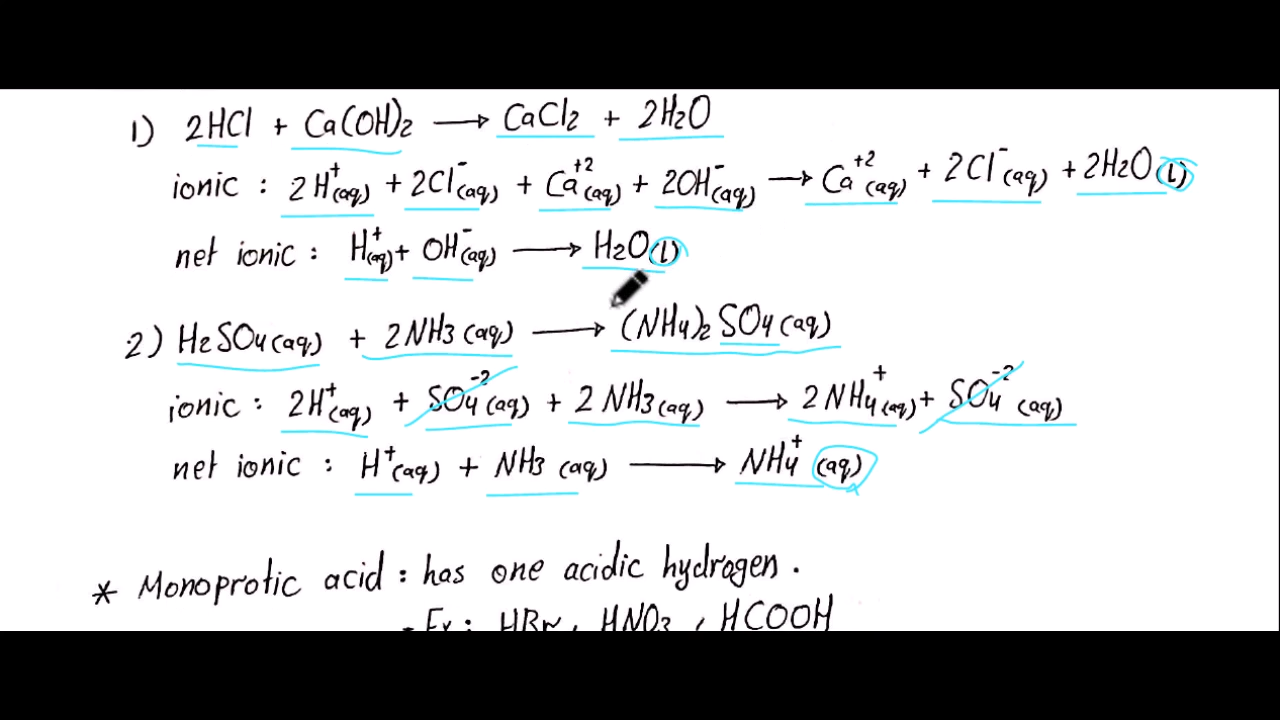 1) 2HCl + Ca(OH)2 ⟶ CaCl2 + 2H2O
ionic : 2H⁺(aq) + 2Cl⁻(aq) + Ca⁺²(aq) + 2OH⁻(aq) ⟶ Ca⁺²(aq) + 2Cl⁻(aq) + 2H2O(l)
net ionic : H⁺(aq) + OH⁻(aq) ⟶ H2O(l)
2) H2SO4(aq) + 2NH3(aq) ⟶ (NH4)2SO4(aq)
ionic : 2H⁺(aq) + SO4⁻²(aq) + 2NH3(aq) ⟶ 2NH4⁺(aq) + SO4⁻²(aq)
net ionic : H⁺(aq) + NH3(aq) ⟶ NH4⁺(aq)
* Monoprotic acid : has one acidic hydrogen .
- Ex : HBr , HNO3 , HCOOH